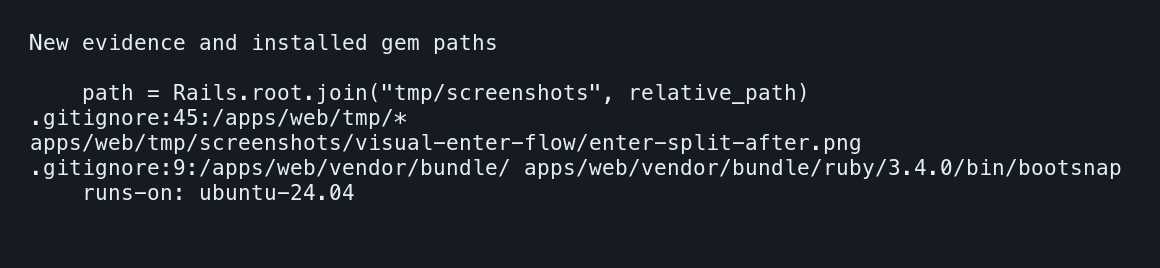 New evidence and installed gem paths
path = Rails.root.join("tmp/screenshots", relative_path)
.gitignore:45:/apps/web/tmp/*
apps/web/tmp/screenshots/visual-enter-flow/enter-split-after.png
.gitignore:9:/apps/web/vendor/bundle/ apps/web/vendor/bundle/ruby/3.4.0/bin/bootsnap
runs-on: ubuntu-24.04